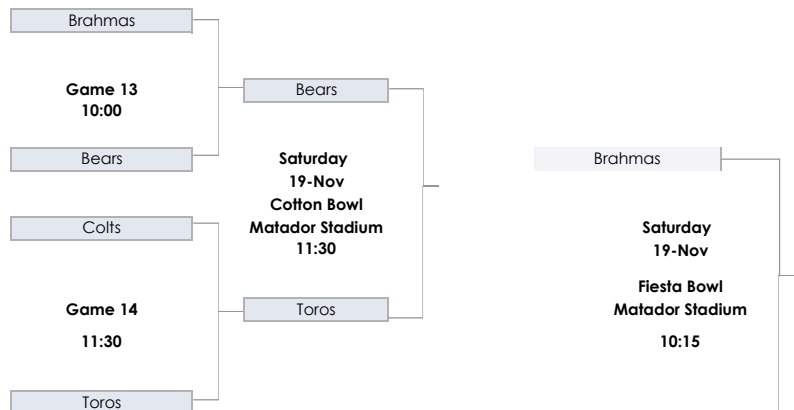 Brahmas
Game 13
10:00
Bears
Colts
Game 14
11:30
Toros
Bears
Saturday
19-Nov
Cotton Bowl
Matador Stadium
11:30
Toros
Brahmas
Saturday
19-Nov
Fiesta Bowl
Matador Stadium
10:15